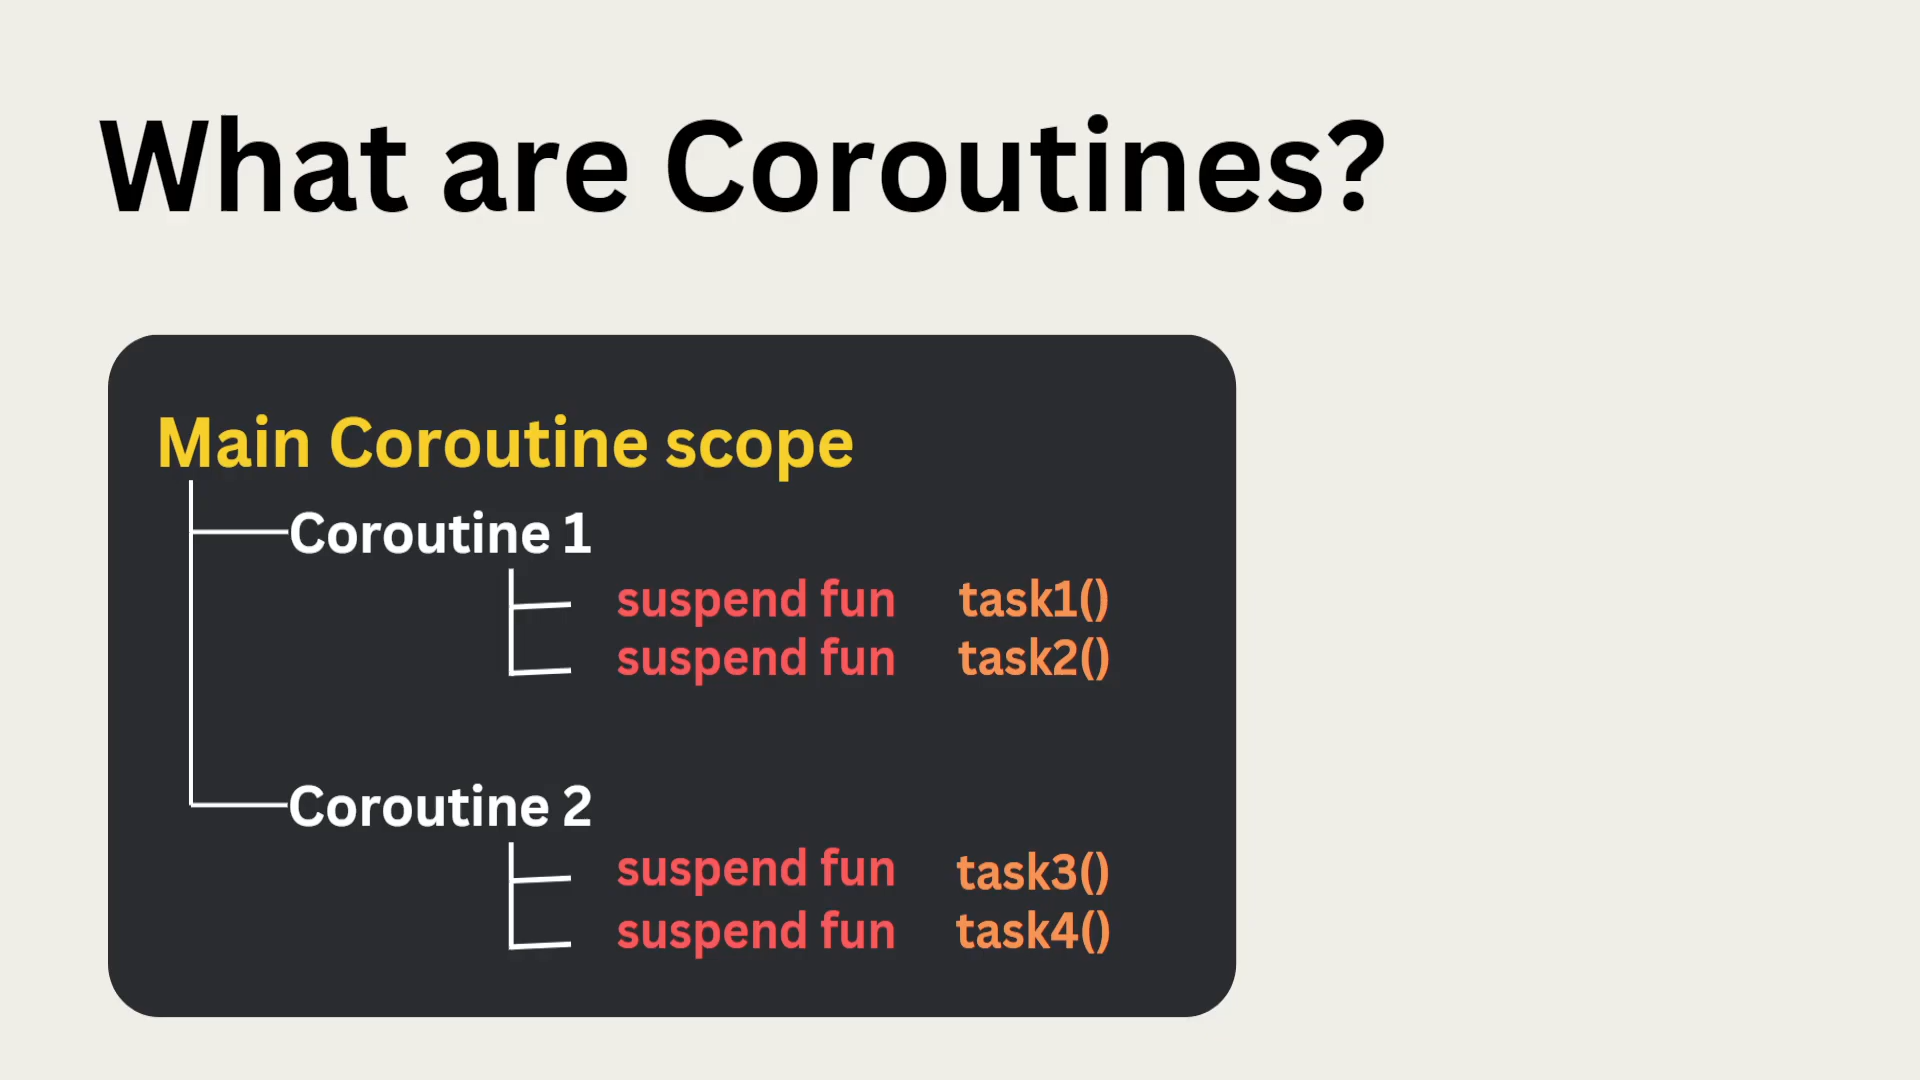 What are Coroutines?
Main Coroutine scope
Coroutine 1
suspend fun task1()
suspend fun task2()
Coroutine 2
suspend fun task3()
suspend fun task4()